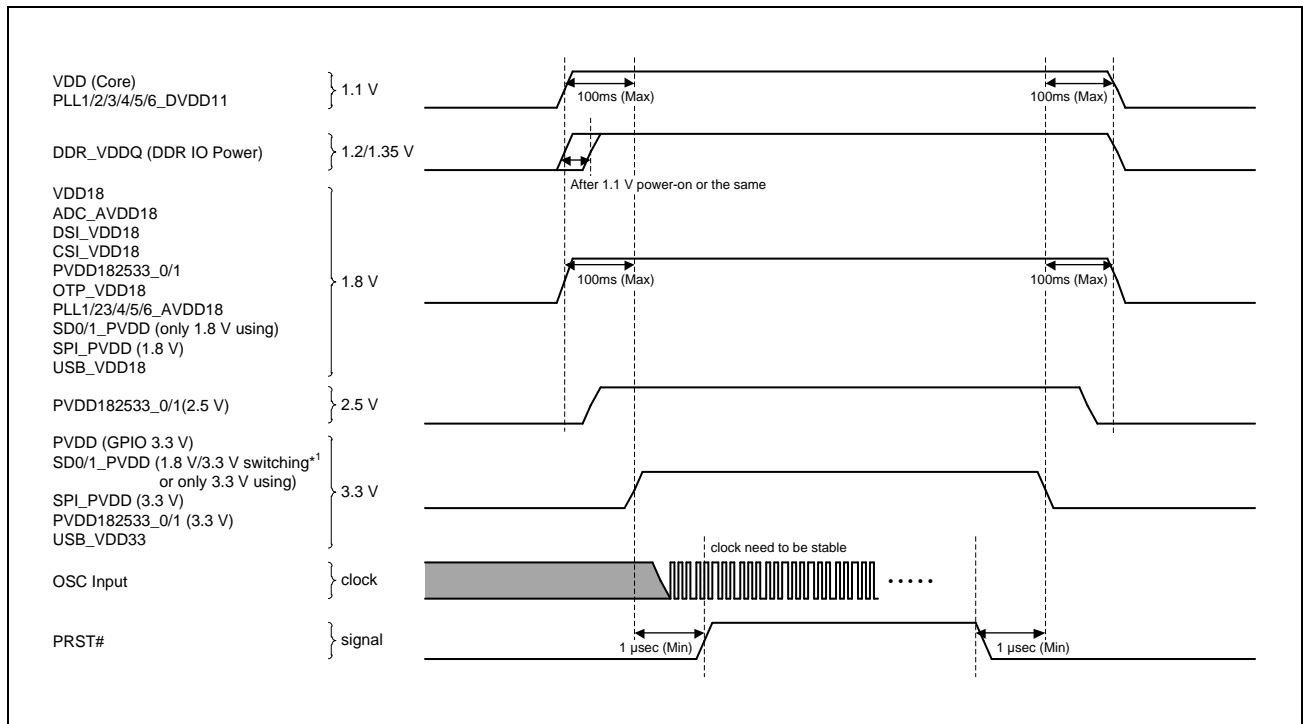 VDD (Core)
PLL1/2/3/4/5/6_DVDD11
1.1 V
100ms (Max)
100ms (Max)
DDR_VDDQ (DDR IO Power)
1.2/1.35 V
After 1.1 V power-on or the same
VDD18
ADC_AVDD18
DSI_VDD18
CSI_VDD18
PVDD182533_0/1
OTP_VDD18
PLL1/23/4/5/6_AVDD18
SD0/1_PVDD (only 1.8 V using)
SPI_PVDD (1.8 V)
USB_VDD18
1.8 V
100ms (Max)
100ms (Max)
PVDD182533_0/1(2.5 V)
2.5 V
PVDD (GPIO 3.3 V)
SD0/1_PVDD (1.8 V/3.3 V switching*1
or only 3.3 V using)
SPI_PVDD (3.3 V)
PVDD182533_0/1 (3.3 V)
USB_VDD33
3.3 V
OSC Input
clock
clock need to be stable
PRST#
signal
1 µsec (Min)
1 µsec (Min)